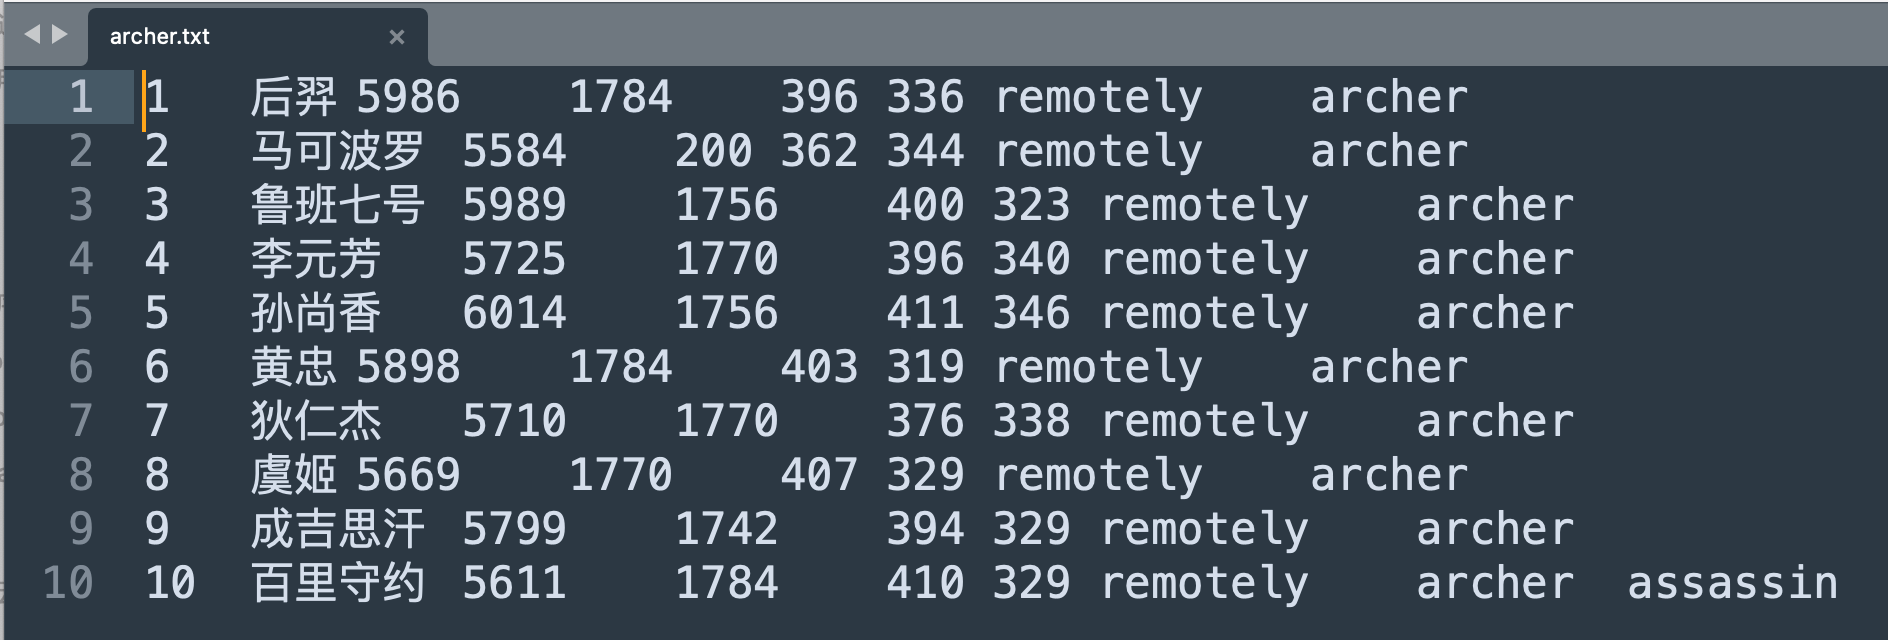 archer.txt ×
1 1 后羿 5986 1784 396 336 remotely archer
2 2 马可波罗 5584 200 362 344 remotely archer
3 3 鲁班七号 5989 1756 400 323 remotely archer
4 4 李元芳 5725 1770 396 340 remotely archer
5 5 孙尚香 6014 1756 411 346 remotely archer
6 6 黄忠 5898 1784 403 319 remotely archer
7 7 狄仁杰 5710 1770 376 338 remotely archer
8 8 虞姬 5669 1770 407 329 remotely archer
9 9 成吉思汗 5799 1742 394 329 remotely archer
10 10 百里守约 5611 1784 410 329 remotely archer assassin